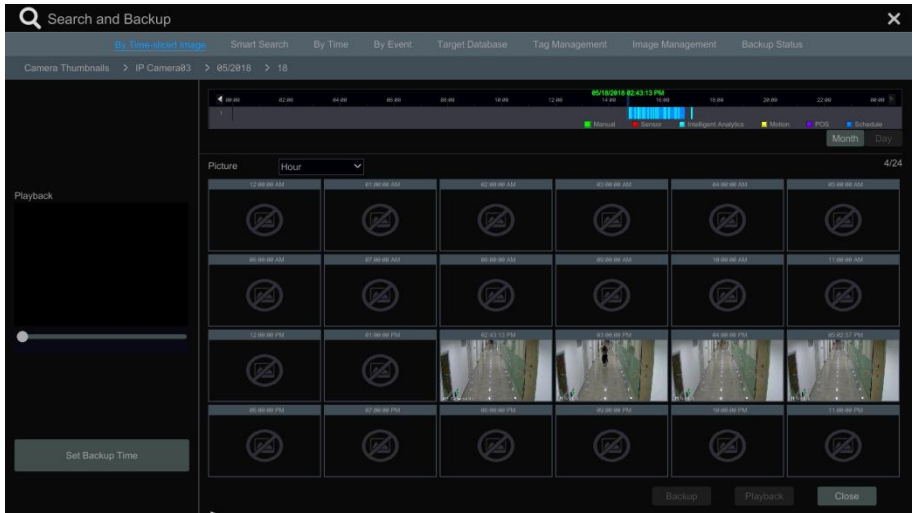 Search and Backup
By Time-sliced Image Smart Search By Time By Event Target Database Tag Management Image Management Backup Status
Camera Thumbnails > IP Camera03 > 05/2018 > 18
05/18/2018 02:43:13 PM
00:00 02:00 04:00 06:00 08:00 10:00 12:00 14:00 16:00 18:00 20:00 22:00 00:00
1
Manual Sensor Intelligent Analytics Motion POS Schedule
Month Day
Picture Hour 4/24
Playback
12:00:00 AM 01:00:00 AM 02:00:00 AM 03:00:00 AM 04:00:00 AM 05:00:00 AM
06:00:00 AM 07:00:00 AM 08:00:00 AM 09:00:00 AM 10:00:00 AM 11:00:00 AM
12:00:00 PM 01:00:00 PM 02:43:13 PM 03:00:00 PM 04:00:00 PM 05:02:57 PM
06:00:00 PM 07:00:00 PM 08:00:00 PM 09:00:00 PM 10:00:00 PM 11:00:00 PM
Set Backup Time
Backup Playback Close